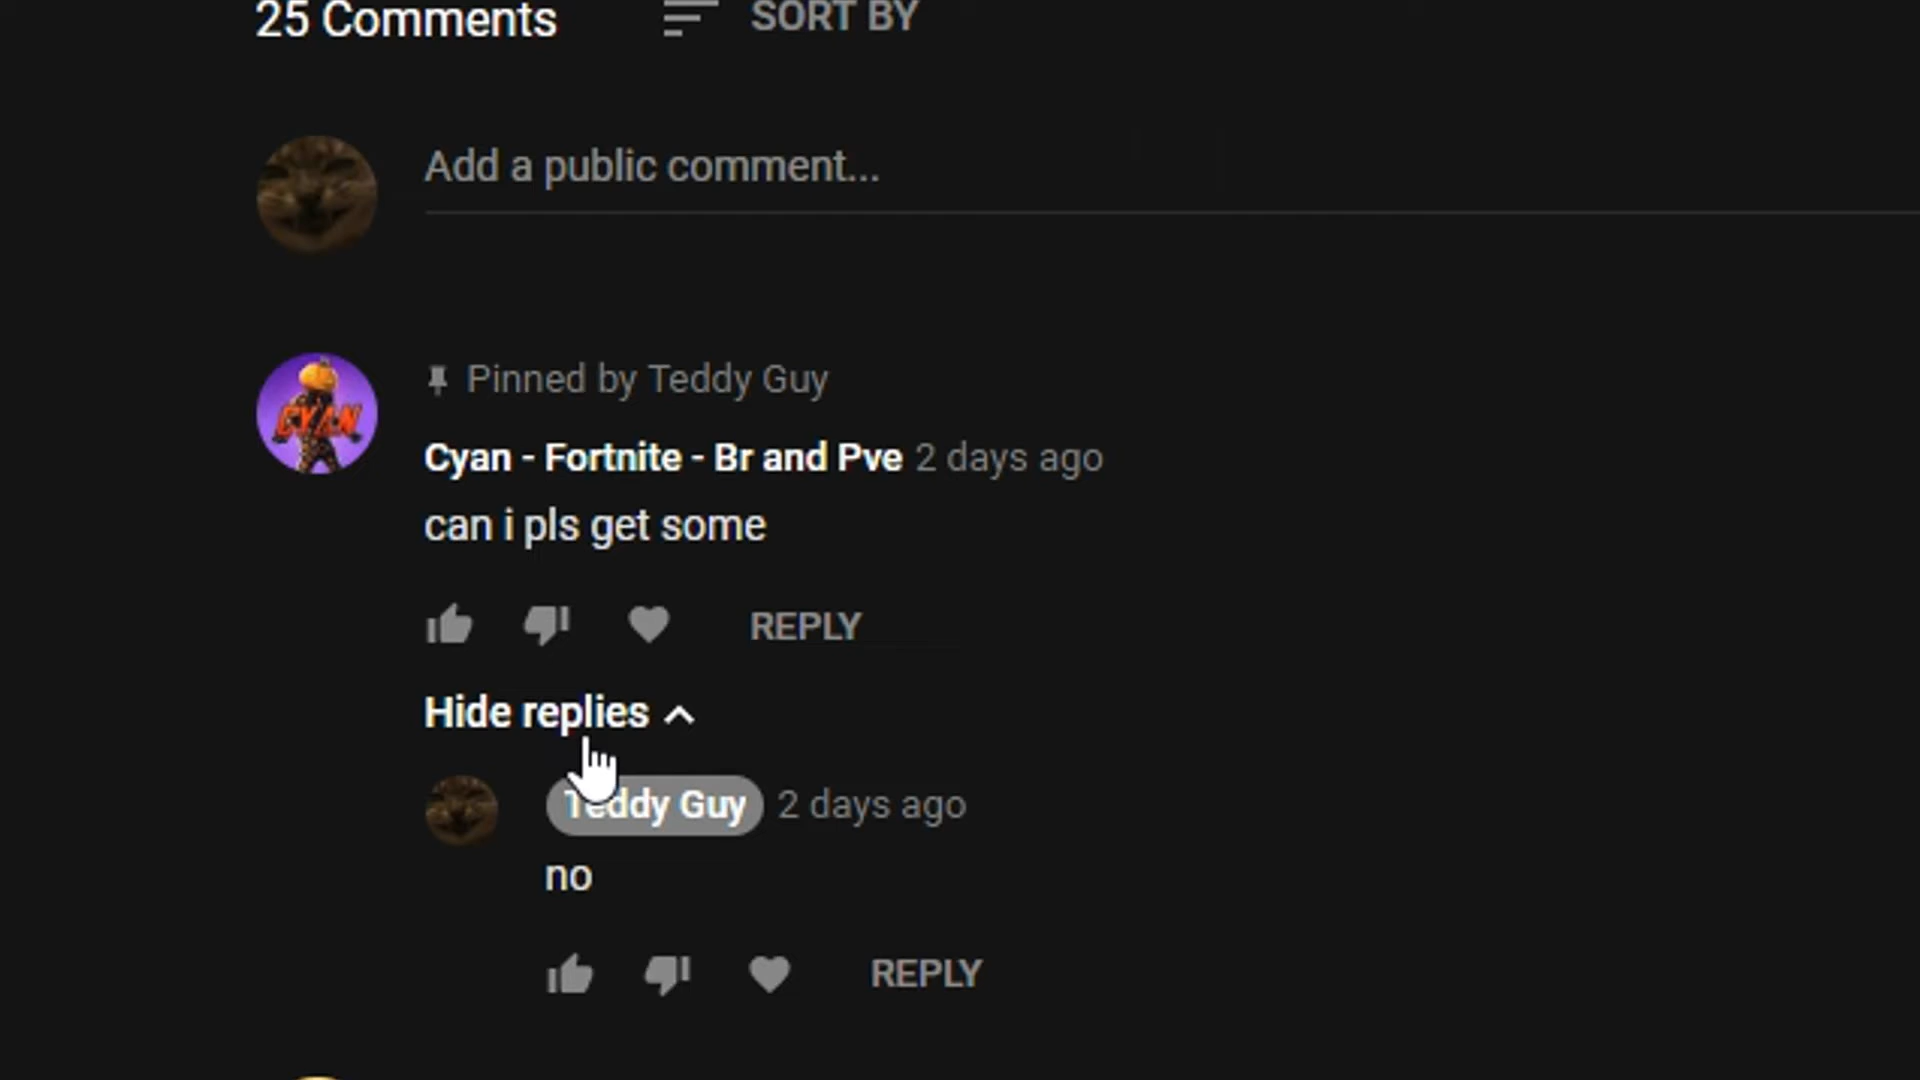 25 Comments SORT BY
Add a public comment...
Pinned by Teddy Guy
Cyan - Fortnite - Br and Pve 2 days ago
CYAN
can i pls get some
REPLY
Hide replies
Teddy Guy 2 days ago
no
REPLY